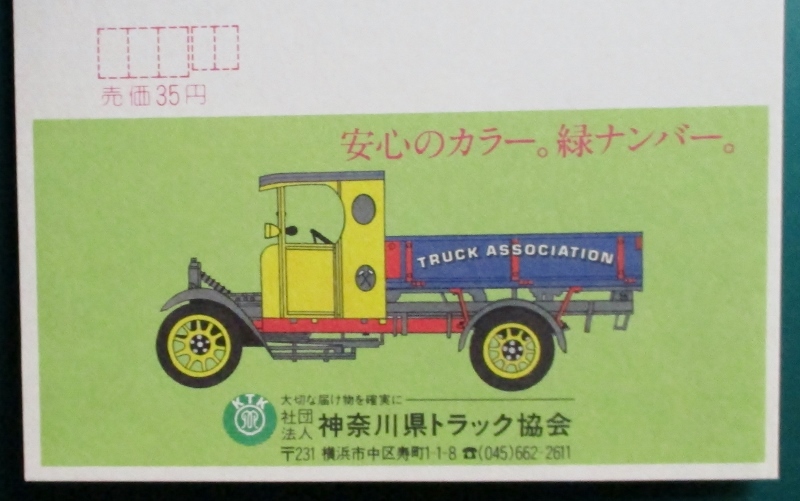 売価35円
安心のカラー。緑ナンバー。
TRUCK ASSOCIATION
KTK
大切な届け物を確実に
社団法人 神奈川県トラック協会
〒231 横浜市中区寿町1-1-8 ☎(045)662-2611